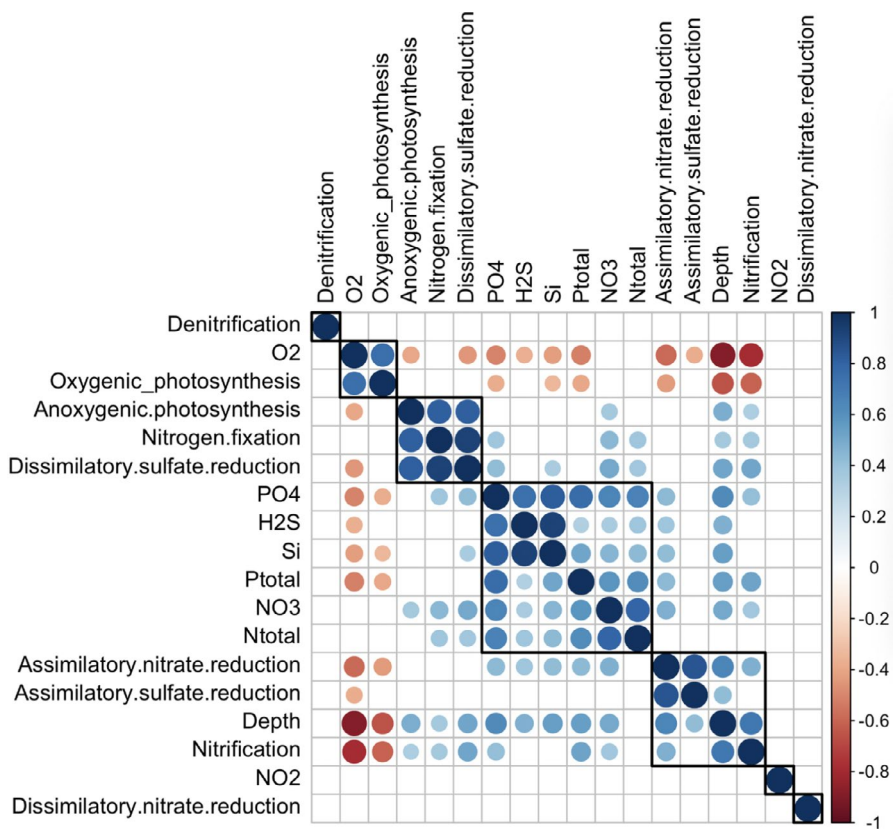 Denitrification
O2
Oxygenic_photosynthesis
Anoxygenic.photosynthesis
Nitrogen.fixation
Dissimilatory.sulfate.reduction
PO4
H2S
Si
Ptotal
NO3
Ntotal
Assimilatory.nitrate.reduction
Assimilatory.sulfate.reduction
Depth
Nitrification
NO2
Dissimilatory.nitrate.reduction
Denitrification
O2
Oxygenic_photosynthesis
Anoxygenic.photosynthesis
Nitrogen.fixation
Dissimilatory.sulfate.reduction
PO4
H2S
Si
Ptotal
NO3
Ntotal
Assimilatory.nitrate.reduction
Assimilatory.sulfate.reduction
Depth
Nitrification
NO2
Dissimilatory.nitrate.reduction
1
0.8
0.6
0.4
0.2
0
-0.2
-0.4
-0.6
-0.8
-1